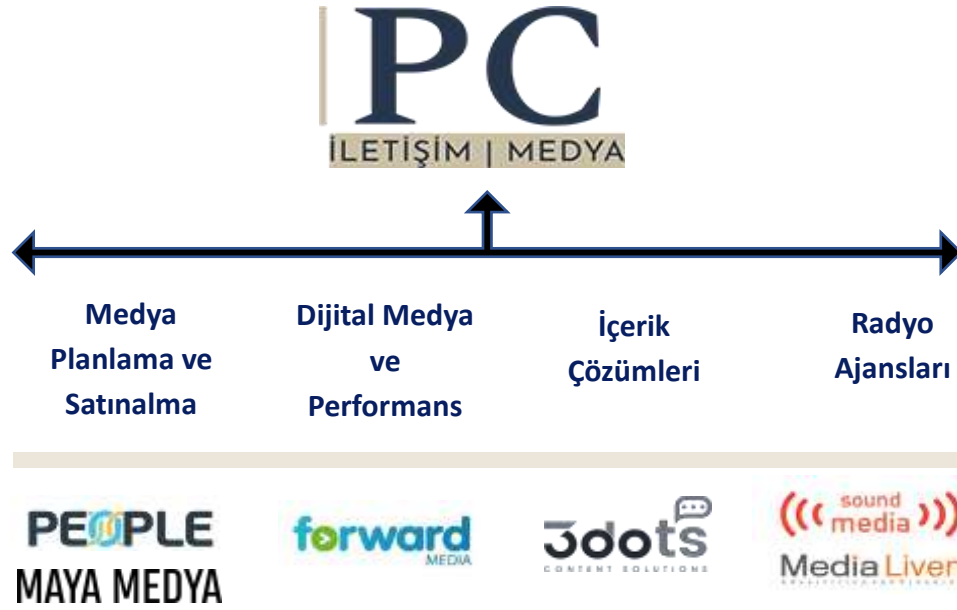 PC
İLETİŞİM | MEDYA
Medya
Planlama ve
Satınalma
Dijital Medya
ve
Performans
İçerik
Çözümleri
Radyo
Ajansları
PEOPLE
MAYA MEDYA
forward
MEDIA
3dots
CONTENT SOLUTIONS
sound
media
Media Liven